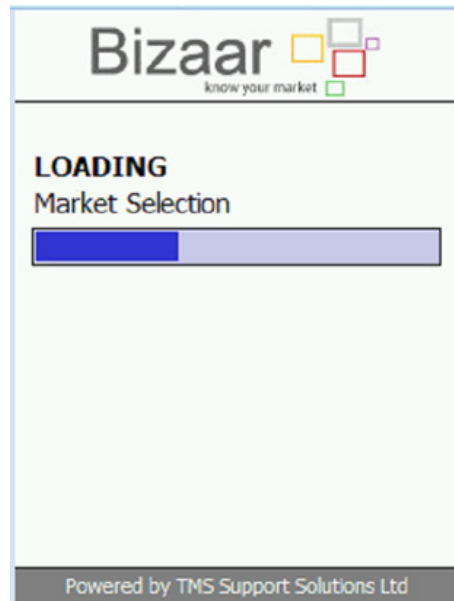 Bizaar
know your market
LOADING
Market Selection
Powered by TMS Support Solutions Ltd